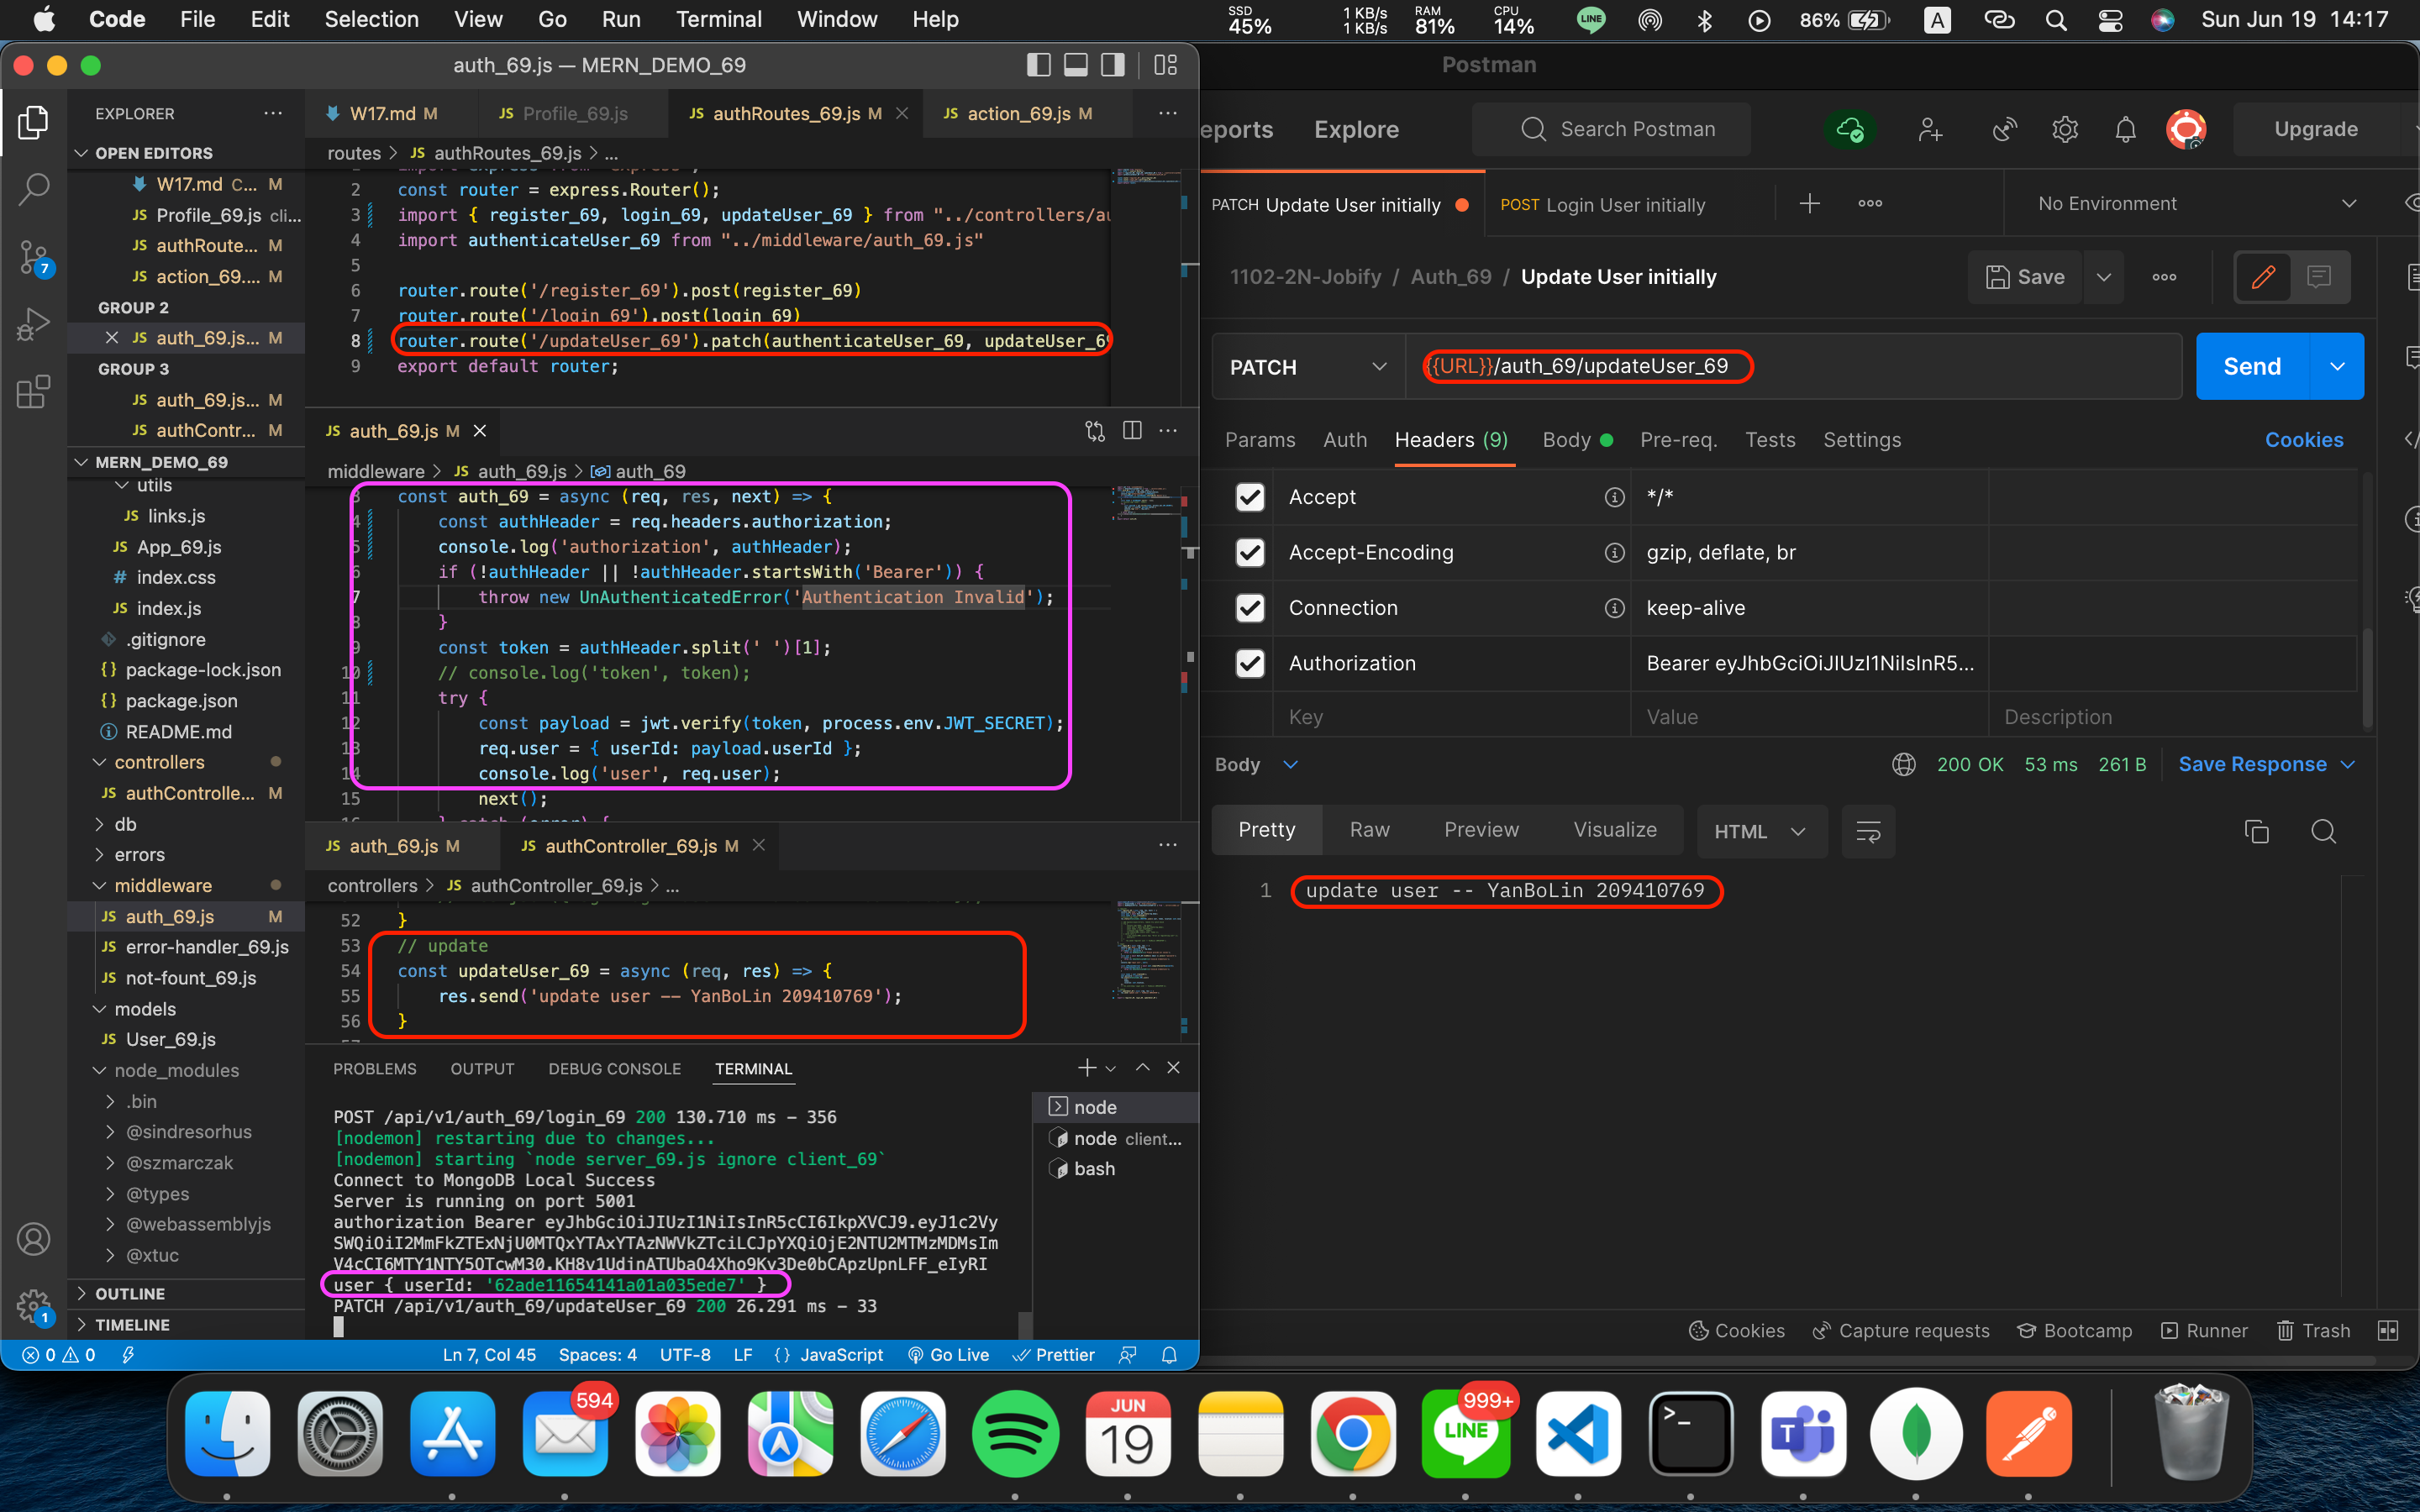 Code File Edit Selection View Go Run Terminal Window Help
SSD 45% 1 KB/s 1 KB/s RAM 81% CPU 14% LINE 86% A Sun Jun 19 14:17
auth_69.js — MERN_DEMO_69
EXPLORER
OPEN EDITORS
W17.md C... M
Profile_69.js cli...
authRoute... M
action_69.... M
GROUP 2
auth_69.js... M
GROUP 3
auth_69.js... M
authContr... M
MERN_DEMO_69
utils
links.js
App_69.js
index.css
index.js
.gitignore
package-lock.json
package.json
README.md
controllers
authControlle... M
db
errors
middleware
auth_69.js M
error-handler_69.js
not-fount_69.js
models
User_69.js
node_modules
.bin
@sindresorhus
@szmarczak
@types
@webassemblyjs
@xtuc
OUTLINE
TIMELINE
7
1
W17.md M JS Profile_69.js JS authRoutes_69.js M JS action_69.js M
routes > JS authRoutes_69.js > ...
2 const router = express.Router();
3 import { register_69, login_69, updateUser_69 } from "../controllers/au
4 import authenticateUser_69 from "../middleware/auth_69.js"
5
6 router.route('/register_69').post(register_69)
7 router.route('/login_69').post(login_69)
8 router.route('/updateUser_69').patch(authenticateUser_69, updateUser_69
9 export default router;
JS auth_69.js M
middleware > JS auth_69.js > auth_69
3 const auth_69 = async (req, res, next) => {
4 const authHeader = req.headers.authorization;
5 console.log('authorization', authHeader);
6 if (!authHeader || !authHeader.startsWith('Bearer')) {
7 throw new UnAuthenticatedError('Authentication Invalid');
8 }
9 const token = authHeader.split(' ')[1];
10 // console.log('token', token);
11 try {
12 const payload = jwt.verify(token, process.env.JWT_SECRET);
13 req.user = { userId: payload.userId };
14 console.log('user', req.user);
15 next();
JS auth_69.js M JS authController_69.js M
controllers > JS authController_69.js > ...
52 }
53 // update
54 const updateUser_69 = async (req, res) => {
55 res.send('update user -- YanBoLin 209410769');
56 }
PROBLEMS OUTPUT DEBUG CONSOLE TERMINAL
POST /api/v1/auth_69/login_69 200 130.710 ms - 356
[nodemon] restarting due to changes...
[nodemon] starting `node server_69.js ignore client_69`
Connect to MongoDB Local Success
Server is running on port 5001
authorization Bearer eyJhbGciOiJIUzI1NiIsInR5cCI6IkpXVCJ9.eyJ1c2Vy
SWQiOiI2MmFkZTExNjU0MTQxYTAxYTAzNWVkZTciLCJpYXQiOjE2NTU2MTMzMDMsIm
V4cCI6MTY1NTY5OTcwM30.KH8y1UdinATUbaO4Xho9Ky3De0bCApzUpnLFF_eIyRI
user { userId: '62ade11654141a01a035ede7' }
PATCH /api/v1/auth_69/updateUser_69 200 26.291 ms - 33
node
node client...
bash
0 0 Ln 7, Col 45 Spaces: 4 UTF-8 LF {} JavaScript Go Live Prettier
Postman
eports Explore Search Postman Upgrade
PATCH Update User initially POST Login User initially No Environment
1102-2N-Jobify / Auth_69 / Update User initially Save
PATCH {{URL}}/auth_69/updateUser_69 Send
Params Auth Headers (9) Body Pre-req. Tests Settings Cookies
Accept */*
Accept-Encoding gzip, deflate, br
Connection keep-alive
Authorization Bearer eyJhbGciOiJIUzI1NiIsInR5...
Key Value Description
Body 200 OK 53 ms 261 B Save Response
Pretty Raw Preview Visualize HTML
1 update user -- YanBoLin 209410769
Cookies Capture requests Bootcamp Runner Trash
594 JUN 19 999+ LINE T